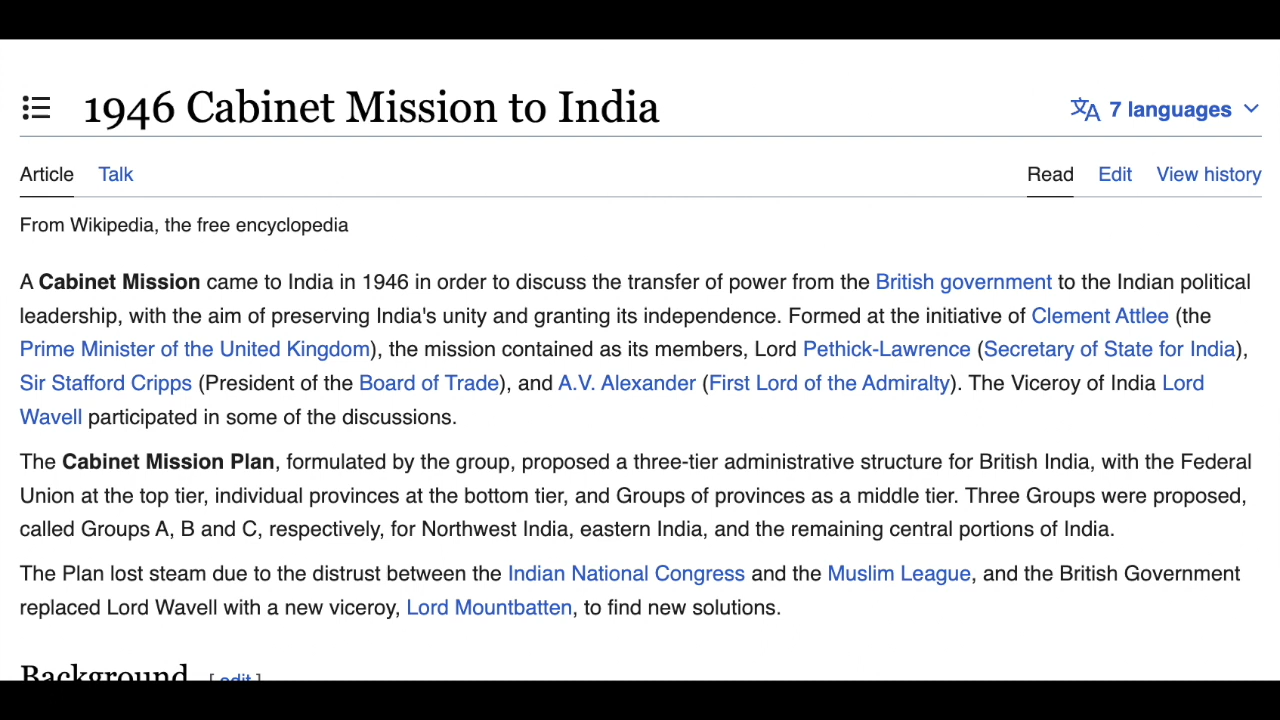 1946 Cabinet Mission to India
7 languages
Article Talk
Read Edit View history
From Wikipedia, the free encyclopedia
A Cabinet Mission came to India in 1946 in order to discuss the transfer of power from the British government to the Indian political
leadership, with the aim of preserving India's unity and granting its independence. Formed at the initiative of Clement Attlee (the
Prime Minister of the United Kingdom), the mission contained as its members, Lord Pethick-Lawrence (Secretary of State for India),
Sir Stafford Cripps (President of the Board of Trade), and A.V. Alexander (First Lord of the Admiralty). The Viceroy of India Lord
Wavell participated in some of the discussions.
The Cabinet Mission Plan, formulated by the group, proposed a three-tier administrative structure for British India, with the Federal
Union at the top tier, individual provinces at the bottom tier, and Groups of provinces as a middle tier. Three Groups were proposed,
called Groups A, B and C, respectively, for Northwest India, eastern India, and the remaining central portions of India.
The Plan lost steam due to the distrust between the Indian National Congress and the Muslim League, and the British Government
replaced Lord Wavell with a new viceroy, Lord Mountbatten, to find new solutions.
Background [ edit ]